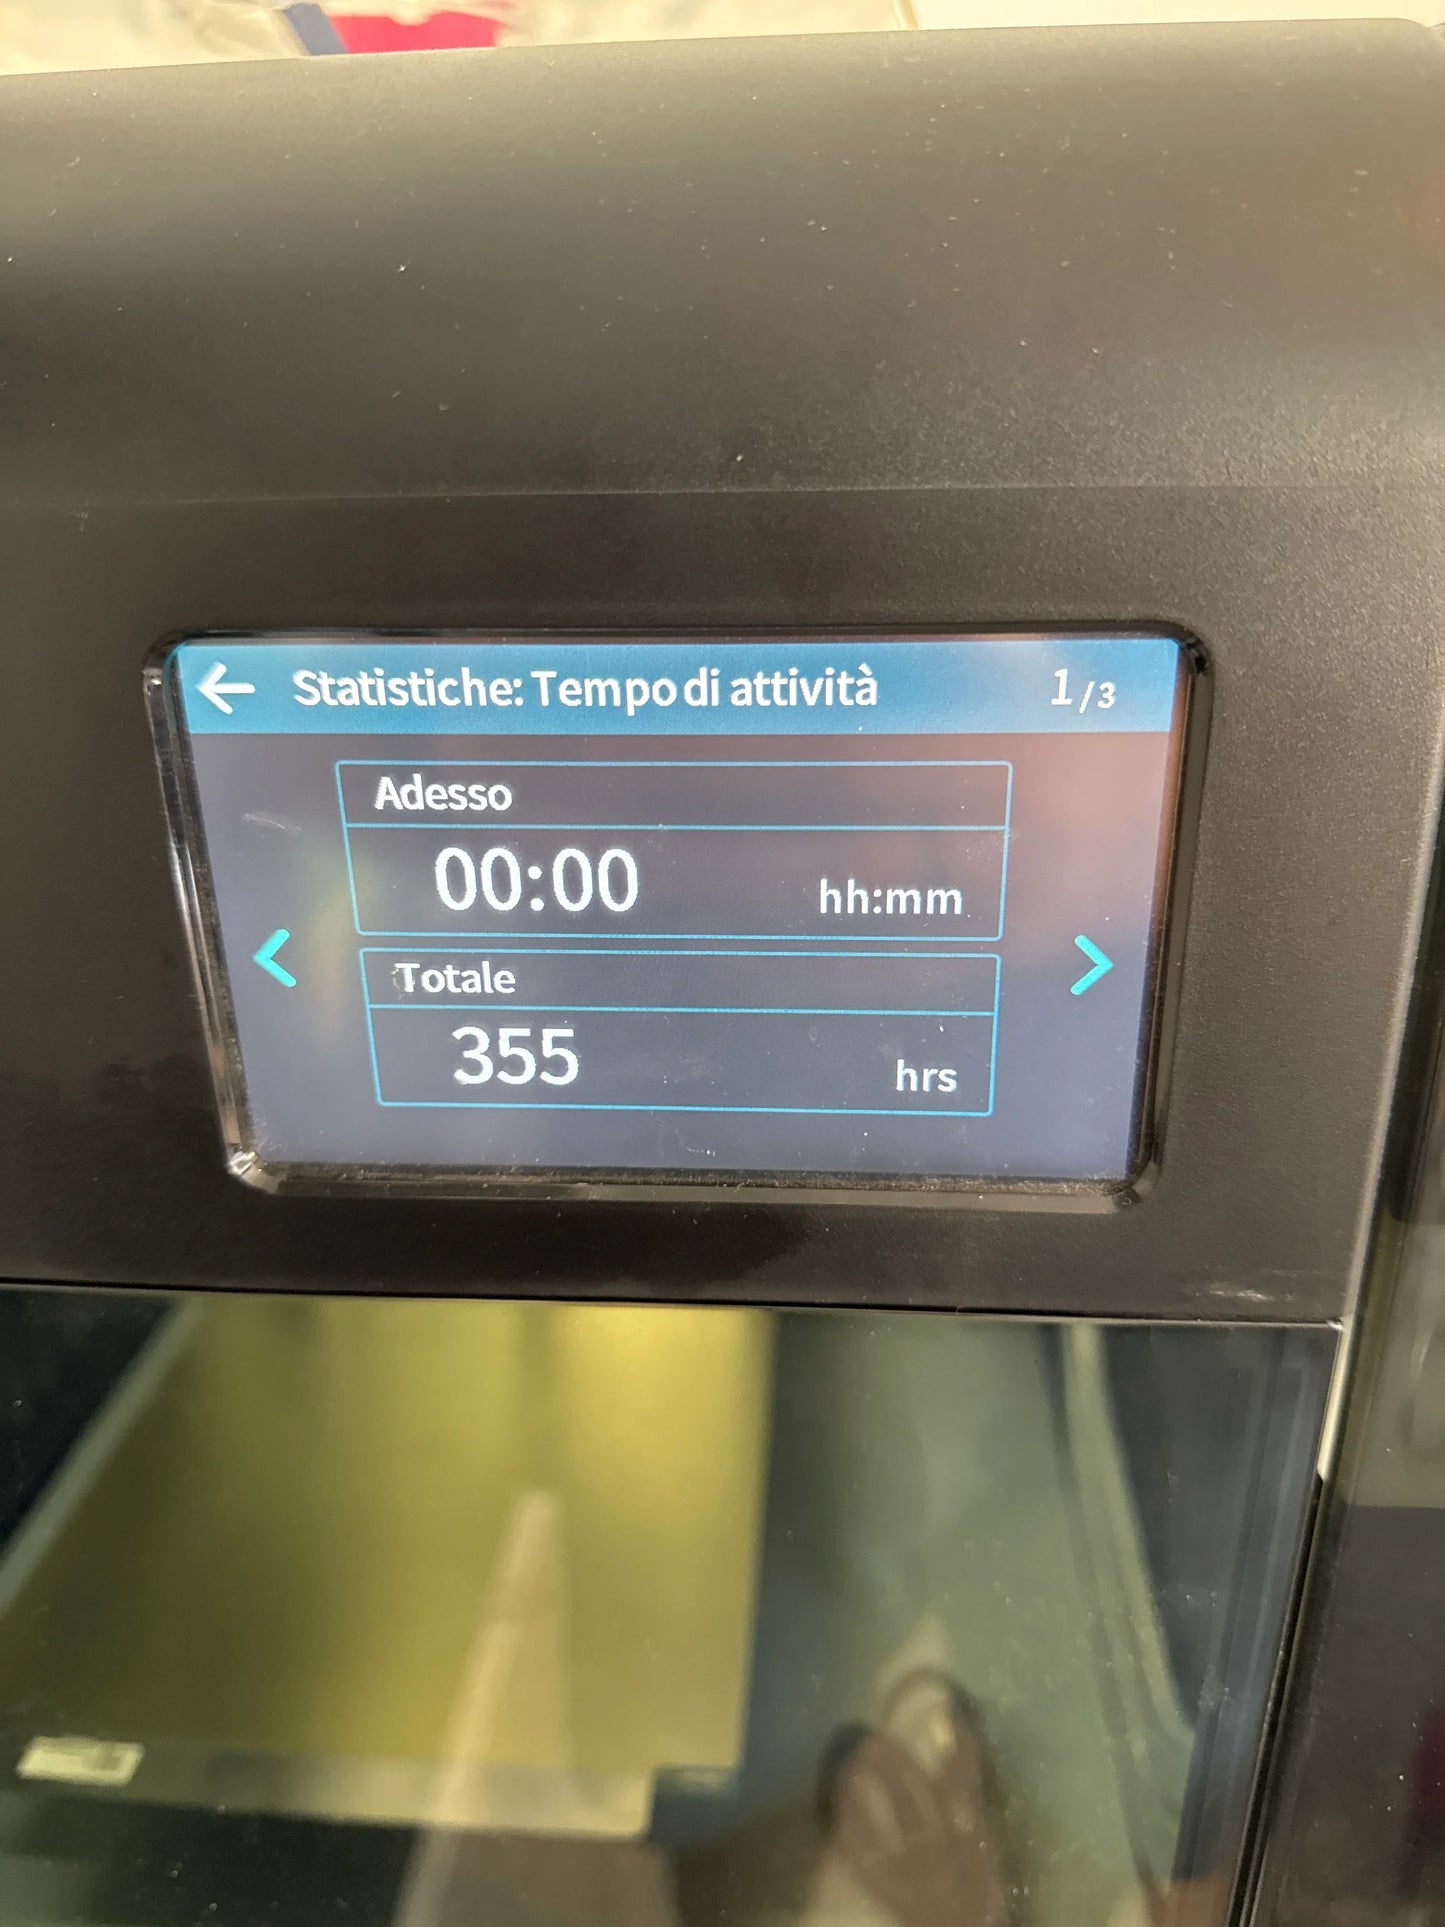 ← Statistiche: Tempo di attività 1/3
Adesso
00:00 hh:mm
Totale
355 hrs